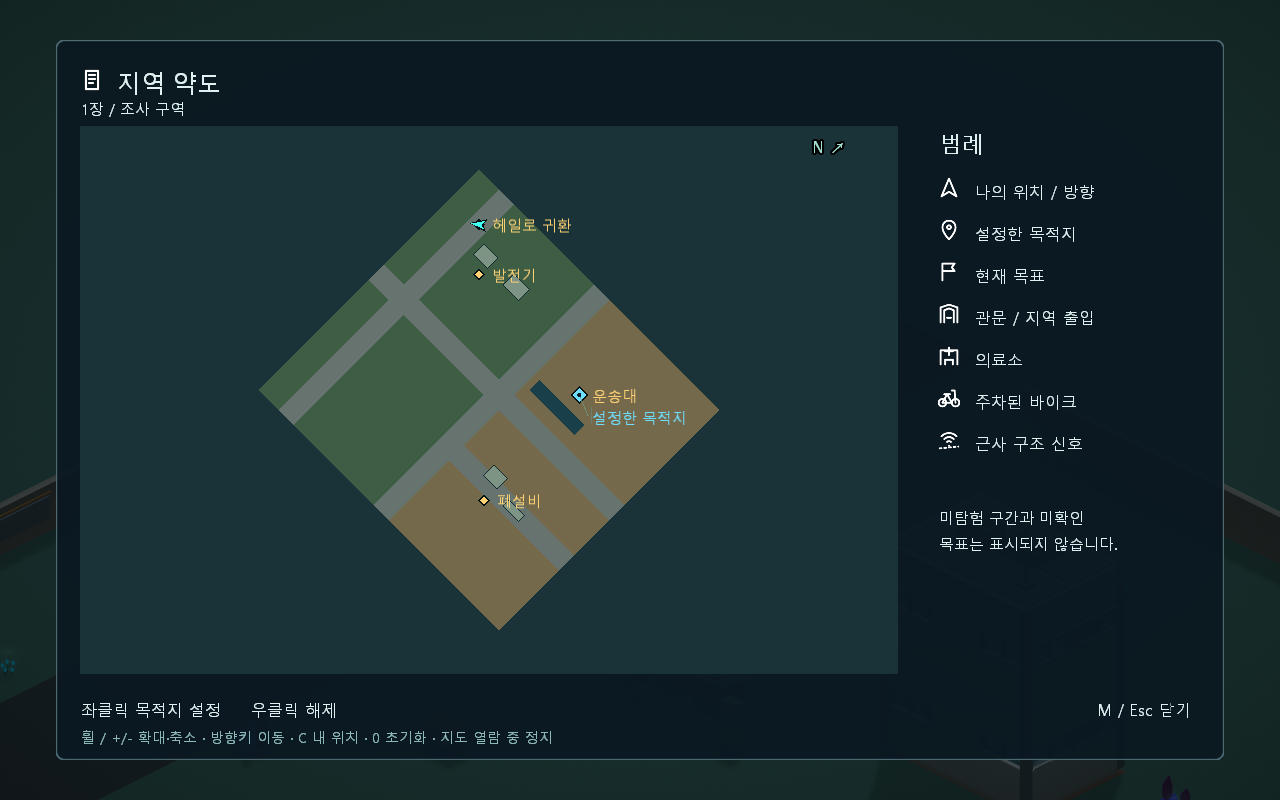 지역 약도
1장 / 조사 구역
N
헤일로 귀환
발전기
운송대
설정한 목적지
폐설비
범례
나의 위치 / 방향
설정한 목적지
현재 목표
관문 / 지역 출입
의료소
주차된 바이크
근사 구조 신호
미탐험 구간과 미확인
목표는 표시되지 않습니다.
좌클릭 목적지 설정 우클릭 해제
M / Esc 닫기
휠 / +/- 확대·축소 · 방향키 이동 · C 내 위치 · 0 초기화 · 지도 열람 중 정지